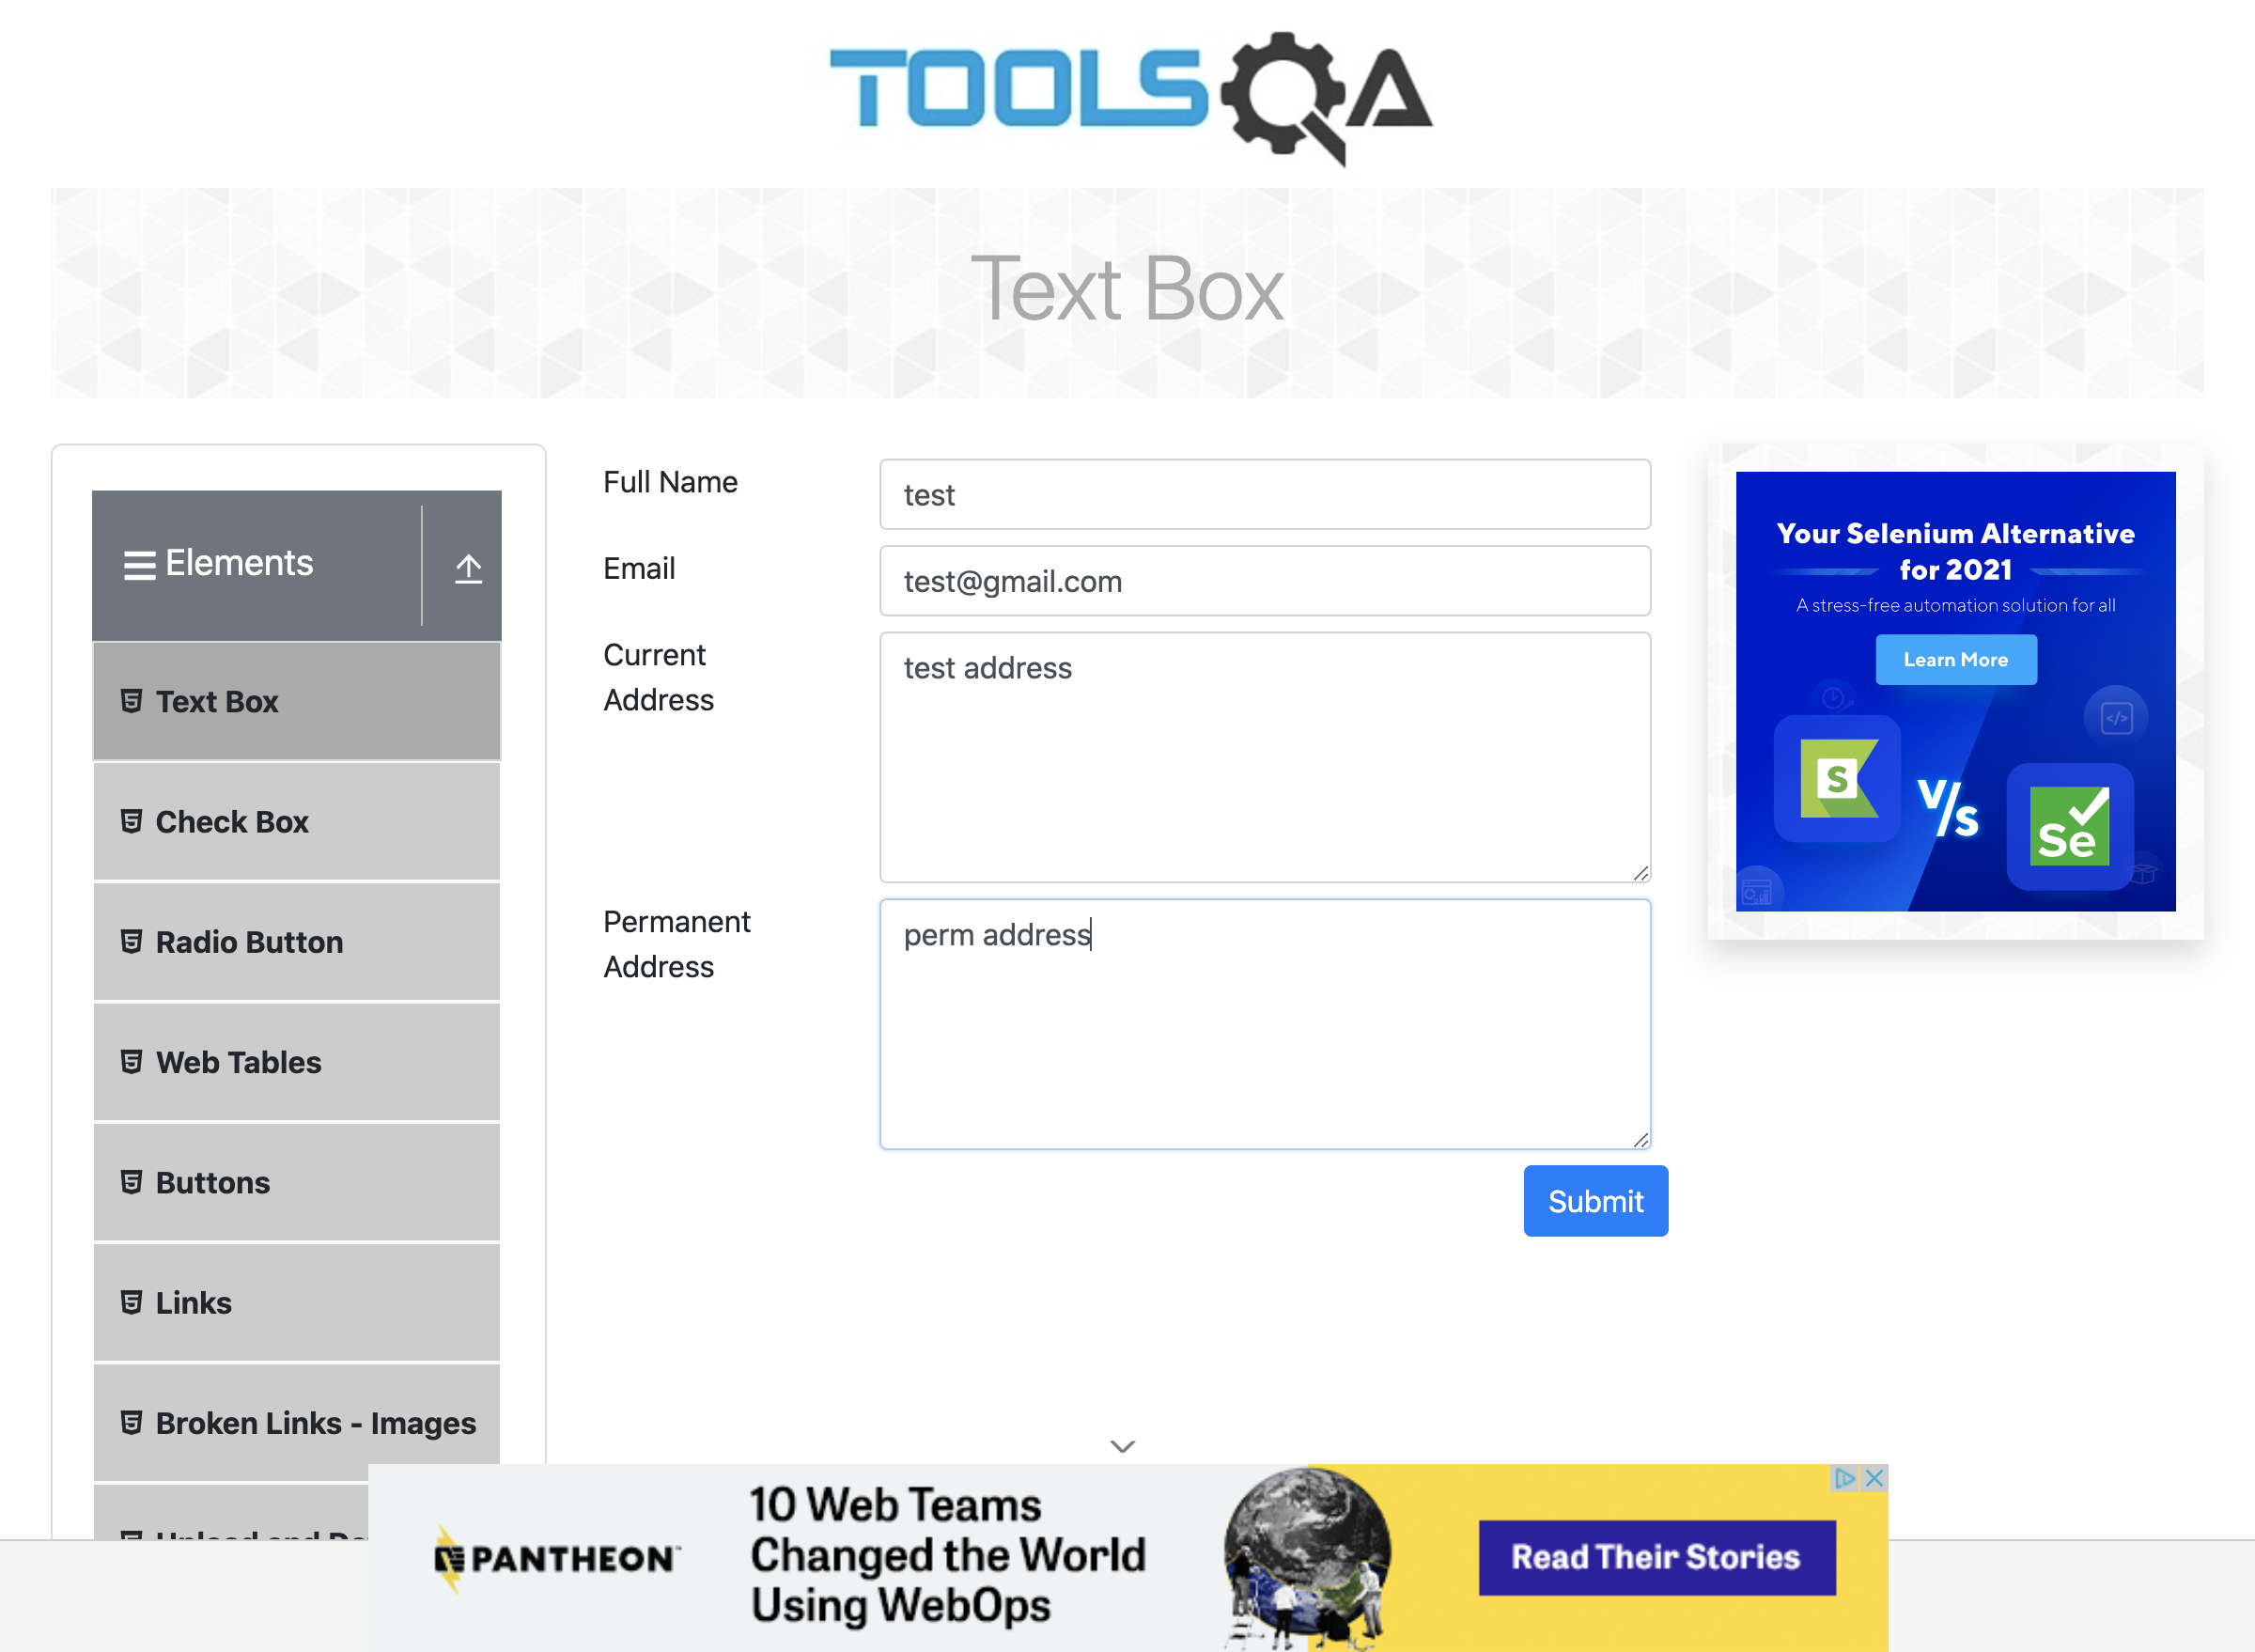 TOOLSQA
Text Box
Elements
Text Box
Check Box
Radio Button
Web Tables
Buttons
Links
Broken Links - Images
Full Name
test
Email
test@gmail.com
Current
Address
test address
Permanent
Address
perm address
Submit
Your Selenium Alternative
for 2021
A stress-free automation solution for all
Learn More
S
V/s
</>
Se
PANTHEON
10 Web Teams
Changed the World
Using WebOps
Read Their Stories